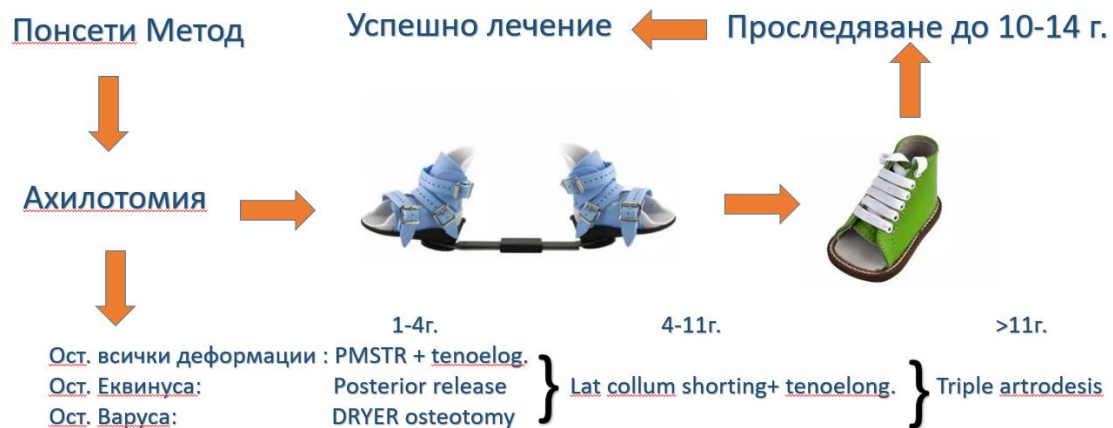 Понсети Метод
Успешно лечение
Проследяване до 10-14 г.
Ахилотомия
1-4г. 4-11г. >11г.
Ост. всички деформации : PMSTR + tenoelog.
Ост. Еквинуса: Posterior release } Lat collum shorting+ tenoelong. } Triple artrodesis
Ост. Варуса: DRYER osteotomy